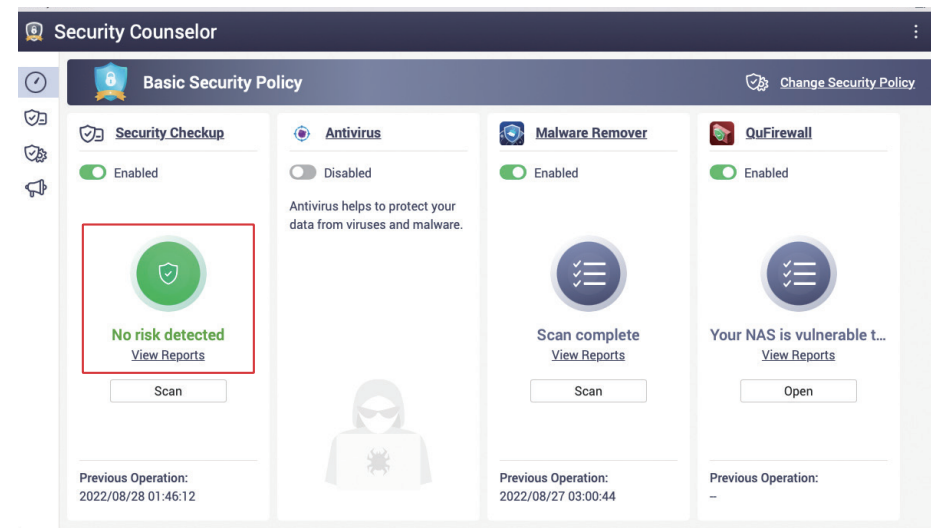 Security Counselor
Basic Security Policy
Change Security Policy
Security Checkup
Enabled
No risk detected
View Reports
Scan
Previous Operation:
2022/08/28 01:46:12
Antivirus
Disabled
Antivirus helps to protect your
data from viruses and malware.
Malware Remover
Enabled
Scan complete
View Reports
Scan
Previous Operation:
2022/08/27 03:00:44
QuFirewall
Enabled
Your NAS is vulnerable t...
View Reports
Open
Previous Operation:
--